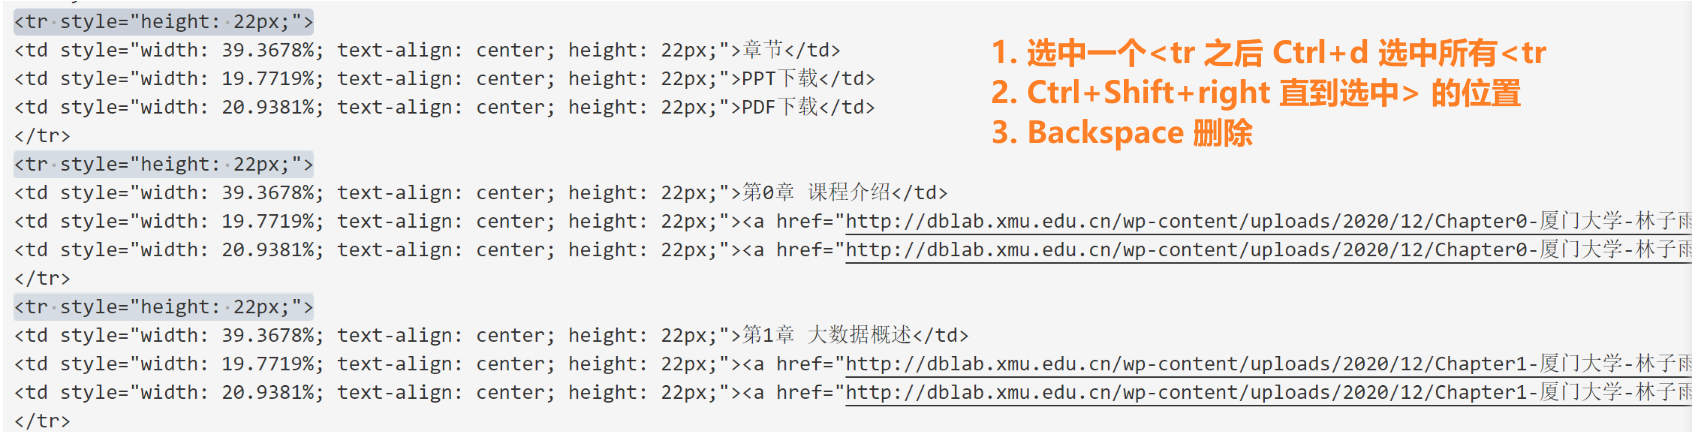 <tr style="height: 22px;">
<td style="width: 39.3678%; text-align: center; height: 22px;">章节</td>
<td style="width: 19.7719%; text-align: center; height: 22px;">PPT下载</td>
<td style="width: 20.9381%; text-align: center; height: 22px;">PDF下载</td>
</tr>
1. 选中一个<tr 之后 Ctrl+d 选中所有<tr
2. Ctrl+Shift+right 直到选中> 的位置
3. Backspace 删除
<tr style="height: 22px;">
<td style="width: 39.3678%; text-align: center; height: 22px;">第0章 课程介绍</td>
<td style="width: 19.7719%; text-align: center; height: 22px;"><a href="http://dblab.xmu.edu.cn/wp-content/uploads/2020/12/Chapter0-厦门大学-林子雨
<td style="width: 20.9381%; text-align: center; height: 22px;"><a href="http://dblab.xmu.edu.cn/wp-content/uploads/2020/12/Chapter0-厦门大学-林子雨
</tr>
<tr style="height: 22px;">
<td style="width: 39.3678%; text-align: center; height: 22px;">第1章 大数据概述</td>
<td style="width: 19.7719%; text-align: center; height: 22px;"><a href="http://dblab.xmu.edu.cn/wp-content/uploads/2020/12/Chapter1-厦门大学-林子雨
<td style="width: 20.9381%; text-align: center; height: 22px;"><a href="http://dblab.xmu.edu.cn/wp-content/uploads/2020/12/Chapter1-厦门大学-林子雨
</tr>